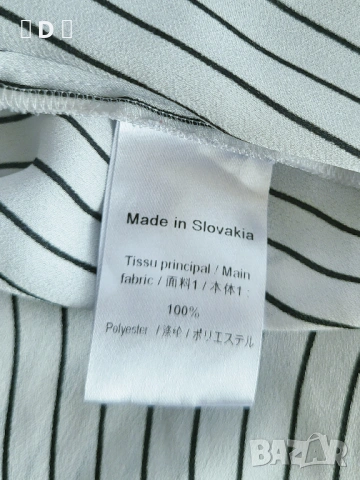 D
Made in Slovakia
Tissu principal / Main
fabric / 面料1 / 本体1 :
100%
Polyester / 涤纶 / ポリエステル
BAZAR